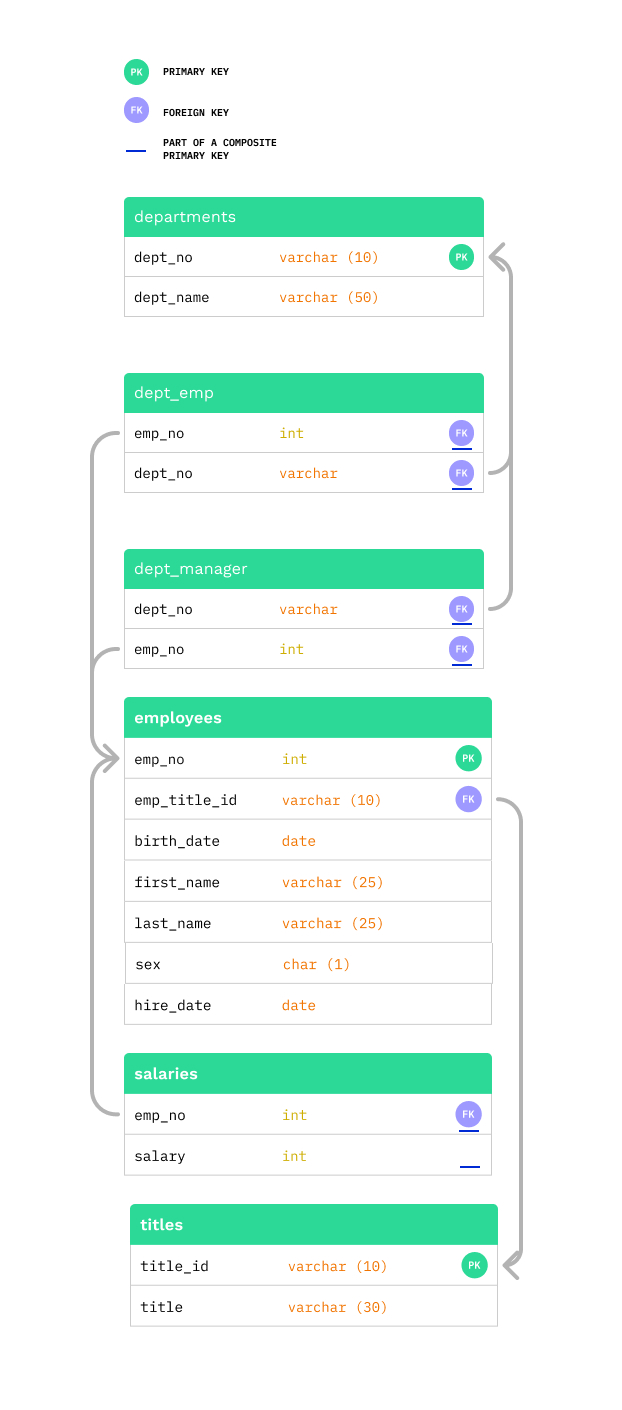 PK PRIMARY KEY
FK FOREIGN KEY
PART OF A COMPOSITE
PRIMARY KEY
departments
dept_no varchar (10) PK
dept_name varchar (50)
dept_emp
emp_no int FK
dept_no varchar FK
dept_manager
dept_no varchar FK
emp_no int FK
employees
emp_no int PK
emp_title_id varchar (10) FK
birth_date date
first_name varchar (25)
last_name varchar (25)
sex char (1)
hire_date date
salaries
emp_no int FK
salary int
titles
title_id varchar (10) PK
title varchar (30)